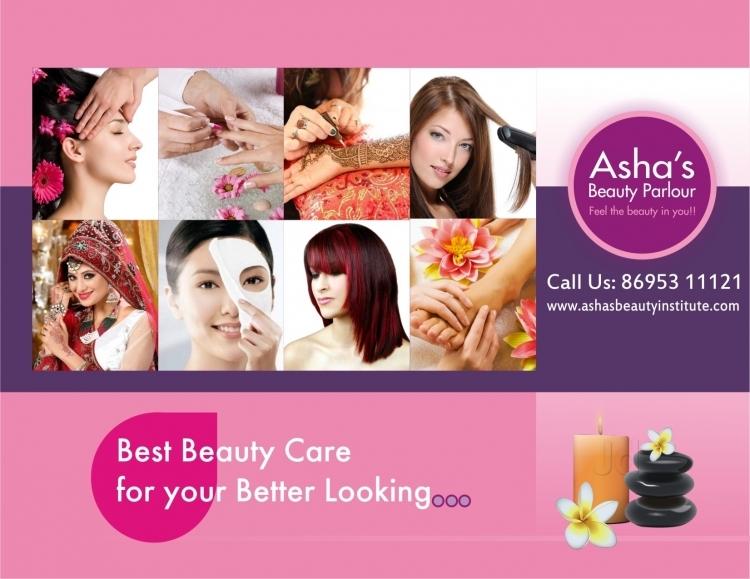 Asha's
Beauty Parlour
Feel the beauty in you!!
Call Us: 86953 11121
www.ashasbeautyinstitute.com
Best Beauty Care
for your Better Looking...